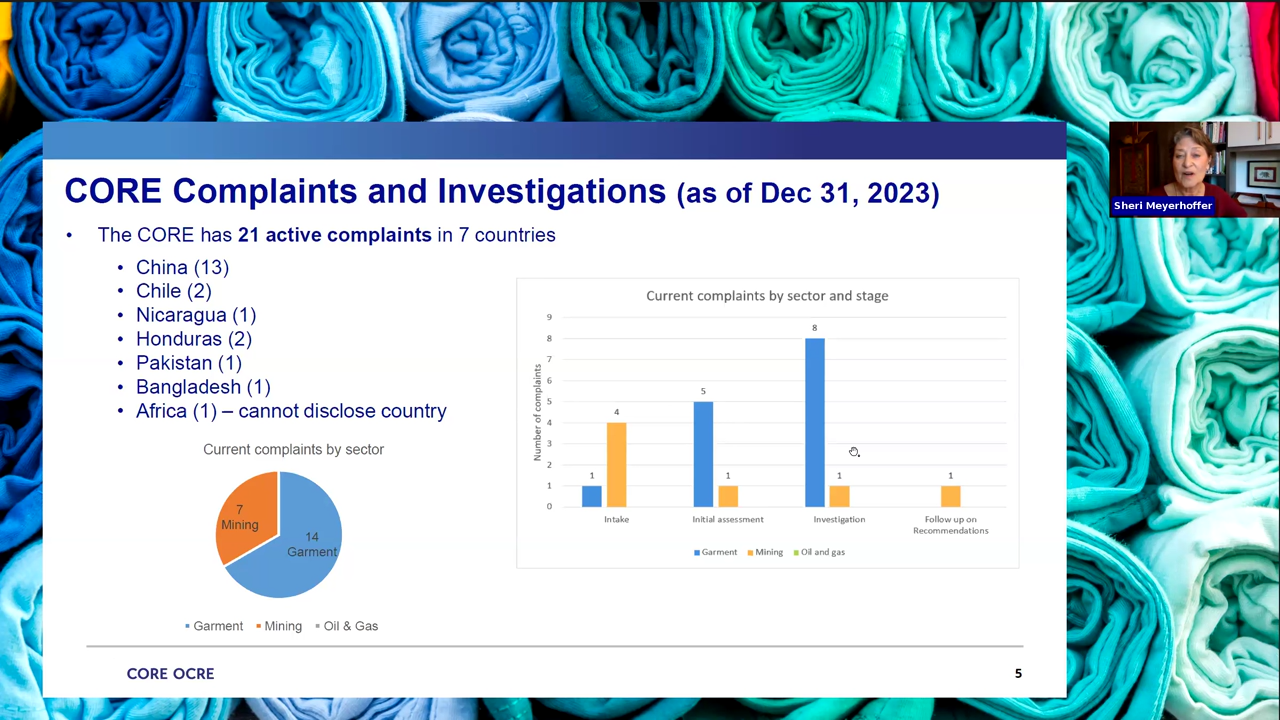 CORE Complaints and Investigations (as of Dec 31, 2023)
• The CORE has 21 active complaints in 7 countries
• China (13)
• Chile (2)
• Nicaragua (1)
• Honduras (2)
• Pakistan (1)
• Bangladesh (1)
• Africa (1) – cannot disclose country
Current complaints by sector
7
Mining
14
Garment
Garment Mining Oil & Gas
Current complaints by sector and stage
Number of complaints
9
8
7
6
5
4
3
2
1
0
1
4
5
1
8
1
1
Intake
Initial assessment
Investigation
Follow up on
Recommendations
Garment Mining Oil and gas
CORE OCRE
5
Sheri Meyerhoffer